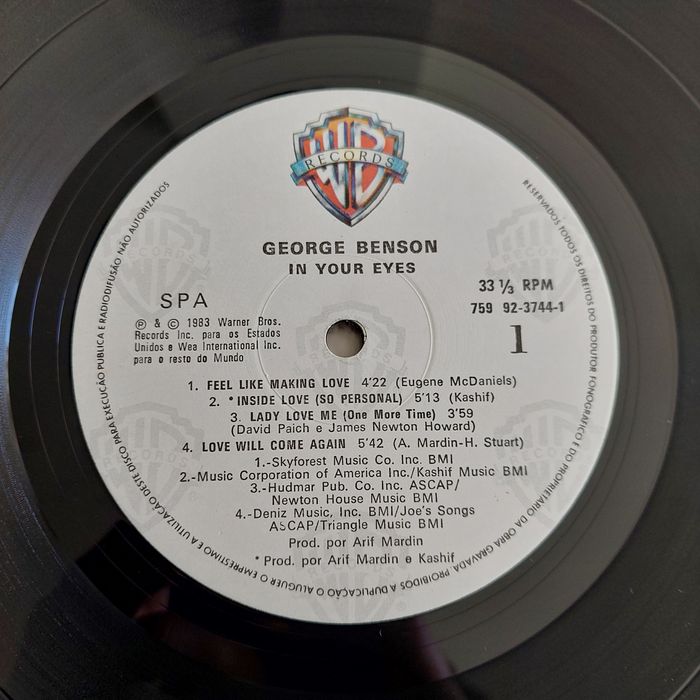 WB
RECORDS
GEORGE BENSON
IN YOUR EYES
SPA
33 1/3 RPM
759 92-3744-1
1
℗ & © 1983 Warner Bros.
Records Inc. para os Estados
Unidos e Wea International Inc.
para o resto do Mundo
1. FEEL LIKE MAKING LOVE 4'22 (Eugene McDaniels)
2. * INSIDE LOVE (SO PERSONAL) 5'13 (Kashif)
3. LADY LOVE ME (One More Time) 3'59
(David Paich e James Newton Howard)
4. LOVE WILL COME AGAIN 5'42 (A. Mardin-H. Stuart)
1.-Skyforest Music Co. Inc. BMI
2.-Music Corporation of America Inc./Kashif Music BMI
3.-Hudmar Pub. Co. Inc. ASCAP/
Newton House Music BMI
4.-Deniz Music, Inc. BMI/Joe's Songs
ASCAP/Triangle Music BMI
Prod. por Arif Mardin
* Prod. por Arif Mardin e Kashif
RESERVADOS TODOS OS DIREITOS DO PRODUTOR FONOGRÁFICO E DO PROPRIETÁRIO DA OBRA GRAVADA. PROIBIDOS A DUPLICAÇÃO O ALUGUER O EMPRESTIMO E A UTILIZAÇÃO DESTE DISCO PARA EXECUÇÃO PUBLICA E RADIODIFUSÃO NÃO AUTORIZADOS